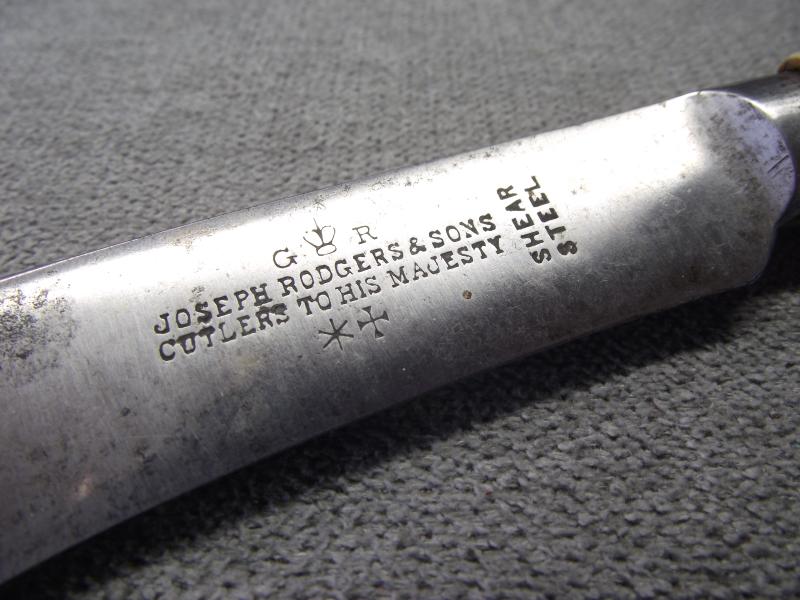 G R
JOSEPH RODGERS & SONS
CUTLERS TO HIS MAJESTY
SHEAR
STEEL